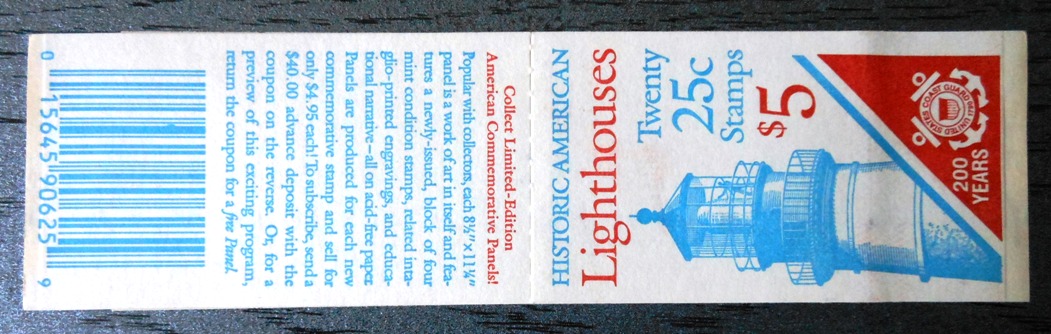 HISTORIC AMERICAN
Lighthouses
Twenty
25c
Stamps
$5
UNITED STATES COAST GUARD
1790
200
YEARS
Collect Limited-Edition
American Commemorative Panels!
Popular with collectors, each 8½"x11¼"
panel is a work of art in itself and fea-
tures a newly-issued, block of four
mint condition stamps, related inta-
glio-printed engravings, and educa-
tional narrative—all on acid-free paper
Panels are produced for each new
commemorative stamp and sell for
only $4.95 each! To subscribe, send a
$40.00 advance deposit with the
coupon on the reverse. Or, for a
preview of this exciting program,
return the coupon for a free Panel.
0 15645 90625 9